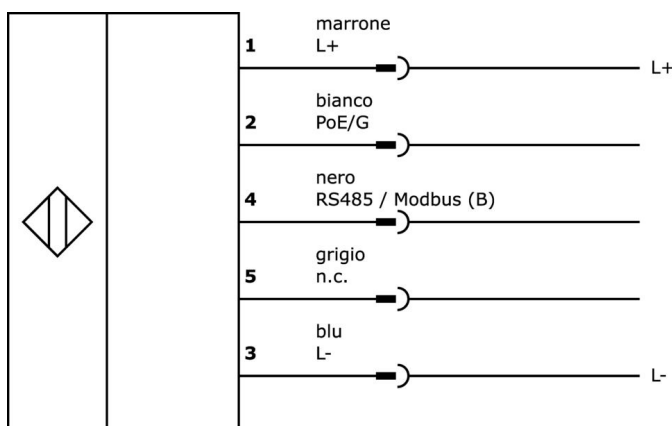 marrone
1 L+
L+
bianco
2 PoE/G
nero
4 RS485 / Modbus (B)
grigio
5 n.c.
blu
3 L-
L-